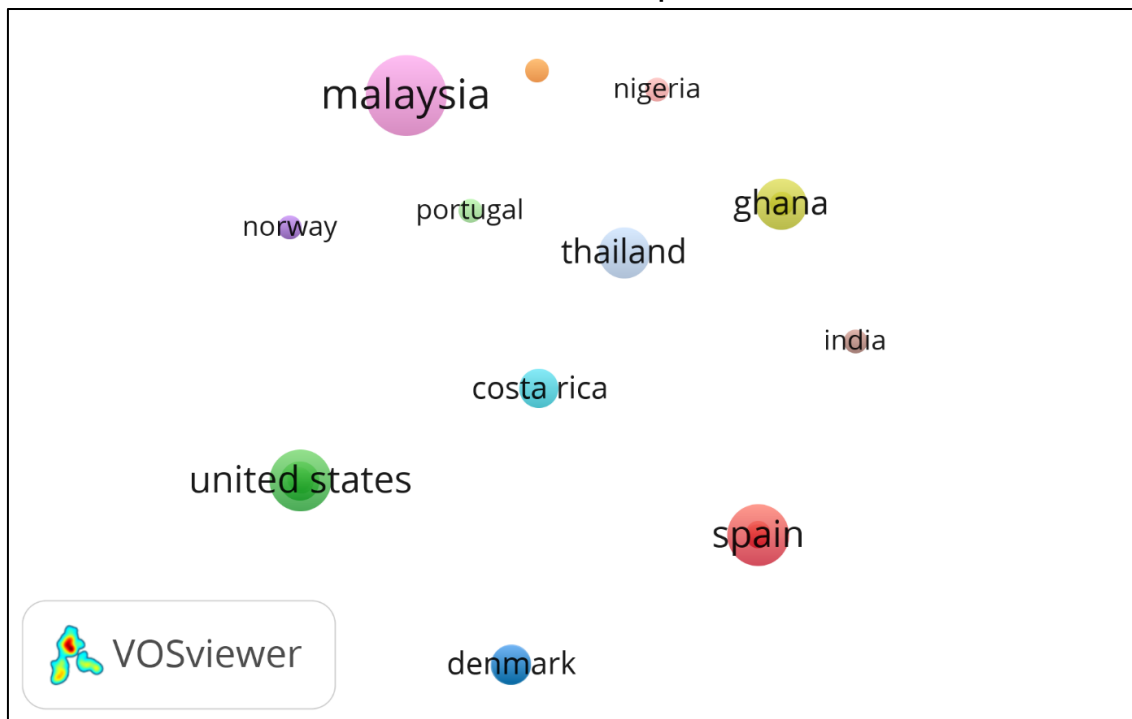 malaysia
nigeria
portugal
ghana
norway
thailand
india
costa rica
united states
spain
denmark
VOSviewer